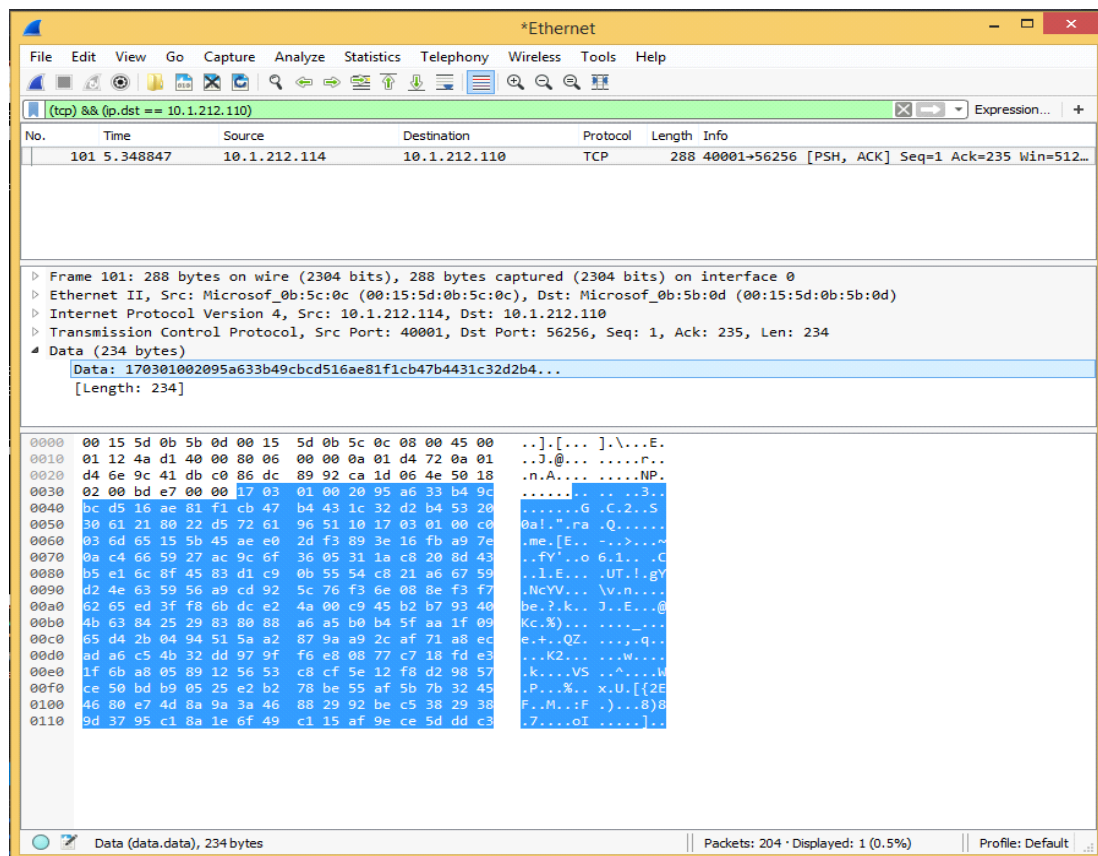 *Ethernet
File Edit View Go Capture Analyze Statistics Telephony Wireless Tools Help
(tcp) && (ip.dst == 10.1.212.110) Expression... +
No. Time Source Destination Protocol Length Info
101 5.348847 10.1.212.114 10.1.212.110 TCP 288 40001→56256 [PSH, ACK] Seq=1 Ack=235 Win=512…
Frame 101: 288 bytes on wire (2304 bits), 288 bytes captured (2304 bits) on interface 0
Ethernet II, Src: Microsof_0b:5c:0c (00:15:5d:0b:5c:0c), Dst: Microsof_0b:5b:0d (00:15:5d:0b:5b:0d)
Internet Protocol Version 4, Src: 10.1.212.114, Dst: 10.1.212.110
Transmission Control Protocol, Src Port: 40001, Dst Port: 56256, Seq: 1, Ack: 235, Len: 234
Data (234 bytes)
Data: 170301002095a633b49cbcd516ae81f1cb47b4431c32d2b4...
[Length: 234]
0000 00 15 5d 0b 5b 0d 00 15 5d 0b 5c 0c 08 00 45 00 ..].[... ].\...E.
0010 01 12 4a d1 40 00 80 06 00 00 0a 01 d4 72 0a 01 ..J.@... .....r..
0020 d4 6e 9c 41 db c0 86 dc 89 92 ca 1d 06 4e 50 18 .n.A.... .....NP.
0030 02 00 bd e7 00 00 17 03 01 00 20 95 a6 33 b4 9c ........ .. ..3..
0040 bc d5 16 ae 81 f1 cb 47 b4 43 1c 32 d2 b4 53 20 .......G .C.2..S
0050 30 61 21 80 22 d5 72 61 96 51 10 17 03 01 00 c0 0a!.".ra .Q......
0060 03 6d 65 15 5b 45 ae e0 2d f3 89 3e 16 fb a9 7e .me.[E.. -..>...~
0070 0a c4 66 59 27 ac 9c 6f 36 05 31 1a c8 20 8d 43 ..fY'..o 6.1.. .C
0080 b5 e1 6c 8f 45 83 d1 c9 0b 55 54 c8 21 a6 67 59 ..l.E... .UT.!.gY
0090 d2 4e 63 59 56 a9 cd 92 5c 76 f3 6e 08 8e f3 f7 .NcYV... \v.n....
00a0 62 65 ed 3f f8 6b dc e2 4a 00 c9 45 b2 b7 93 40 be.?.k.. J..E...@
00b0 4b 63 84 25 29 83 80 88 a6 a5 b0 b4 5f aa 1f 09 Kc.%)... ...._...
00c0 65 d4 2b 04 94 51 5a a2 87 9a a9 2c af 71 a8 ec e.+..QZ. ...,.q..
00d0 ad a6 c5 4b 32 dd 97 9f f6 e8 08 77 c7 18 fd e3 ...K2... ...w....
00e0 1f 6b a8 05 89 12 56 53 c8 cf 5e 12 f8 d2 98 57 .k....VS ..^....W
00f0 ce 50 bd b9 05 25 e2 b2 78 be 55 af 5b 7b 32 45 .P...%.. x.U.[{2E
0100 46 80 e7 4d 8a 9a 3a 46 88 29 92 be c5 38 29 38 F..M..:F .)...8)8
0110 9d 37 95 c1 8a 1e 6f 49 c1 15 af 9e ce 5d dd c3 .7....oI .....]..
Data (data.data), 234 bytes Packets: 204 · Displayed: 1 (0.5%) Profile: Default